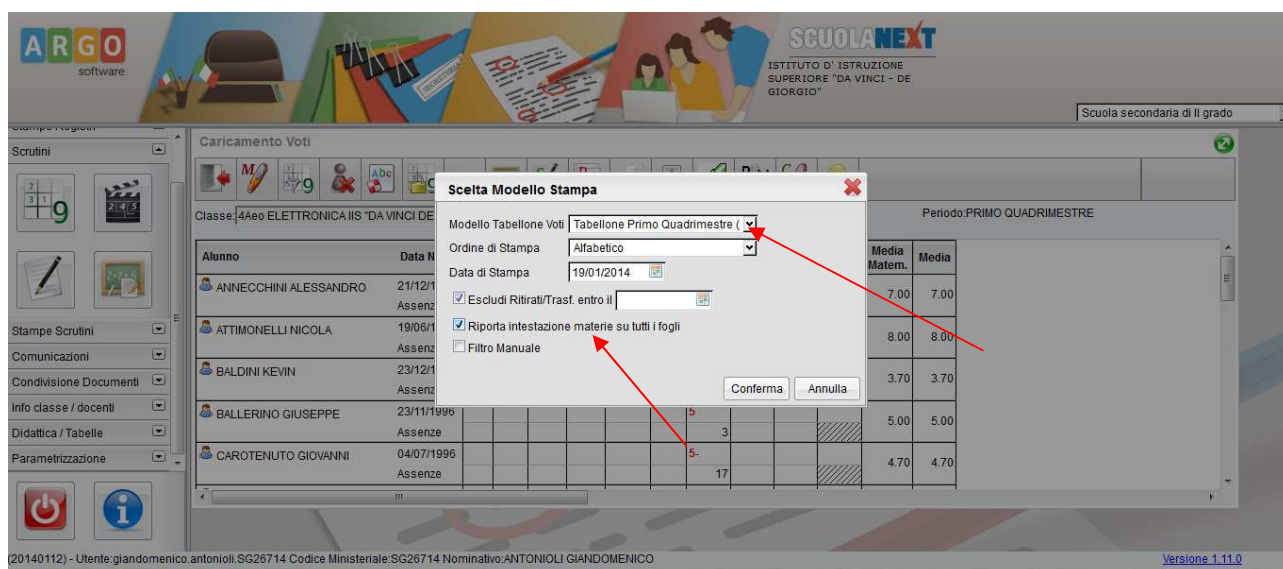 ARGO
software
SEGRETERIA
SCUOLANEXT
ISTITUTO D' ISTRUZIONE
SUPERIORE "DA VINCI - DE
GIORGIO"
Scuola secondaria di II grado
Stampe Registri
Scrutini
Stampe Scrutini
Comunicazioni
Condivisione Documenti
Info classe / docenti
Didattica / Tabelle
Parametrizzazione
Caricamento Voti
Classe: 4Aeo ELETTRONICA IIS "DA VINCI DE
Periodo:PRIMO QUADRIMESTRE
Alunno Data N Media Matem. Media
ANNECCHINI ALESSANDRO 21/12/1 7.00 7.00
Assenz
ATTIMONELLI NICOLA 19/06/1 8.00 8.00
Assenz
BALDINI KEVIN 23/12/1 3.70 3.70
Assenz
BALLERINO GIUSEPPE 23/11/1996 5 5.00 5.00
Assenze 3
CAROTENUTO GIOVANNI 04/07/1996 5- 4.70 4.70
Assenze 17
Scelta Modello Stampa
Modello Tabellone Voti Tabellone Primo Quadrimestre (
Ordine di Stampa Alfabetico
Data di Stampa 19/01/2014
Escludi Ritirati/Trasf. entro il
Riporta intestazione materie su tutti i fogli
Filtro Manuale
Conferma Annulla
(20140112) - Utente:giandomenico.antonioli.SG26714 Codice Ministeriale:SG26714 Nominativo:ANTONIOLI GIANDOMENICO
Versione 1.11.0